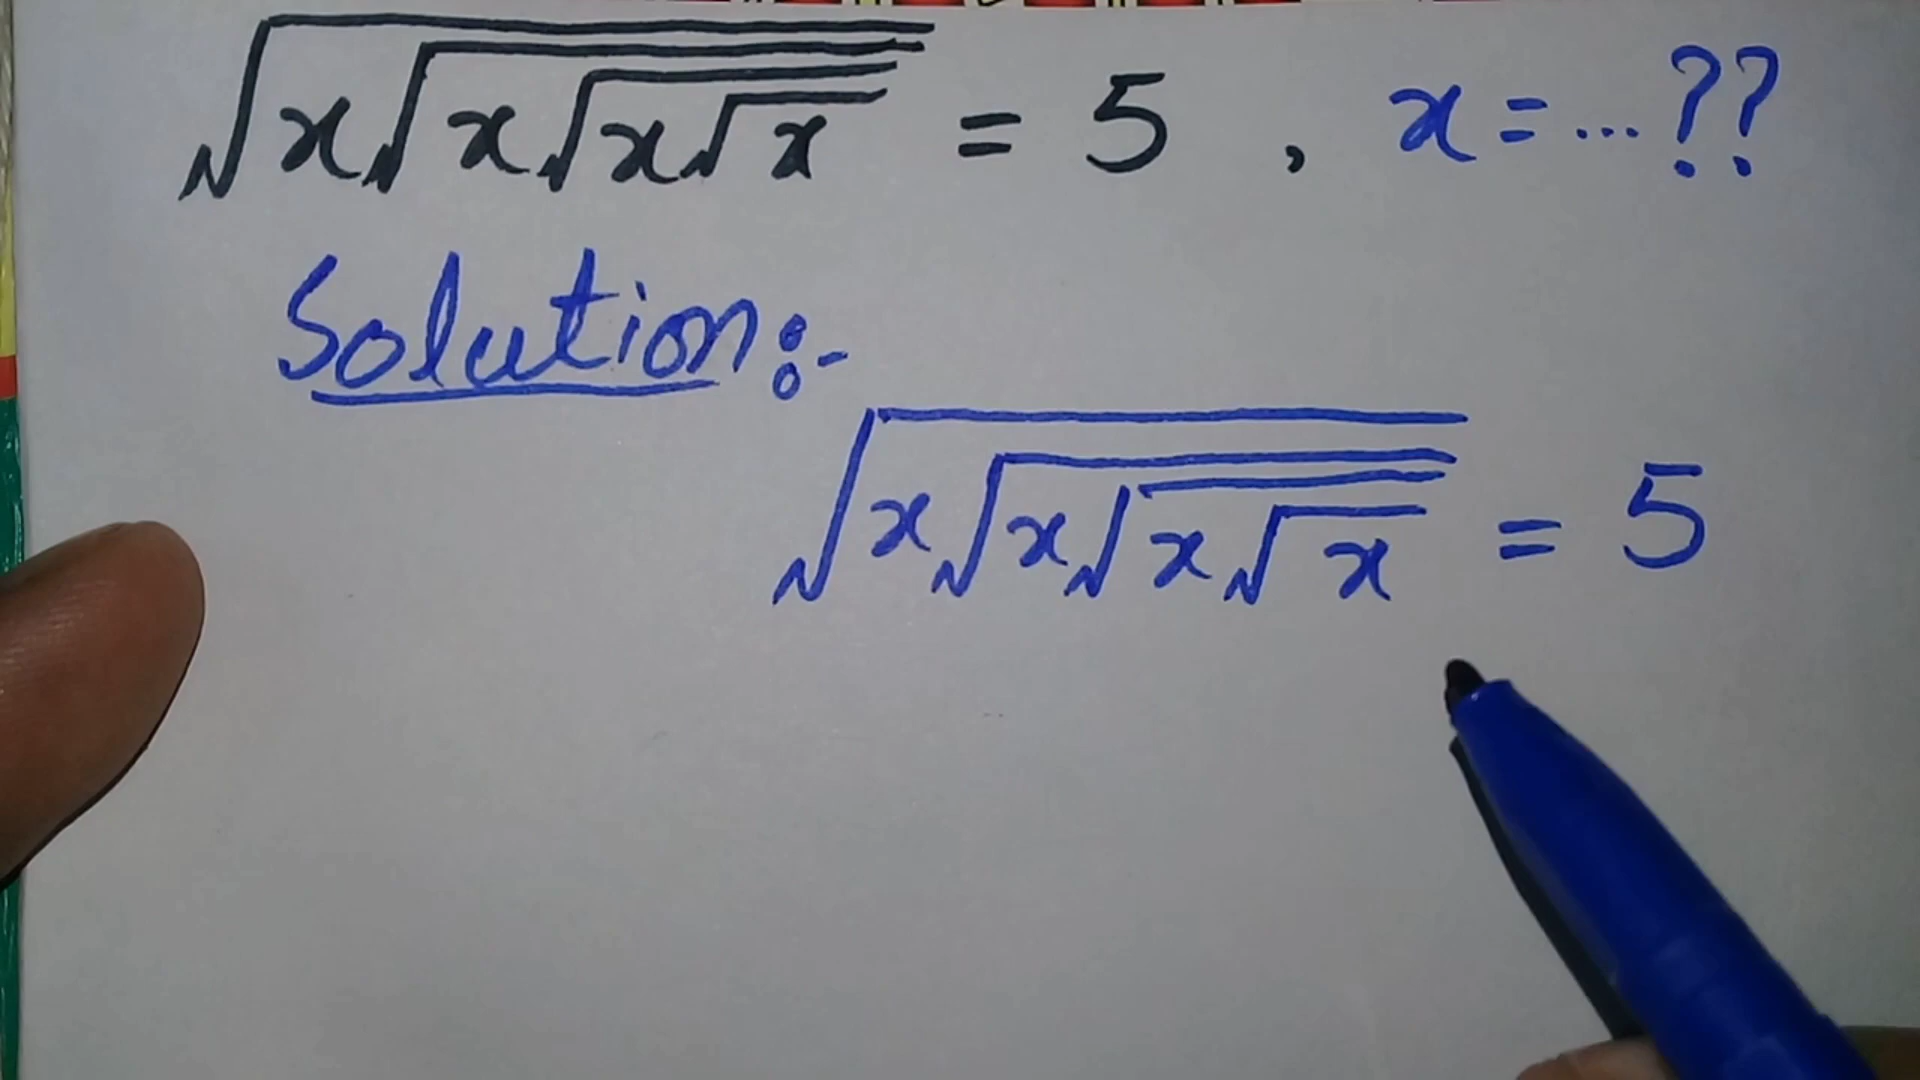 √x√x√x√x = 5 , x = ... ??
Solution:-
√x√x√x√x = 5